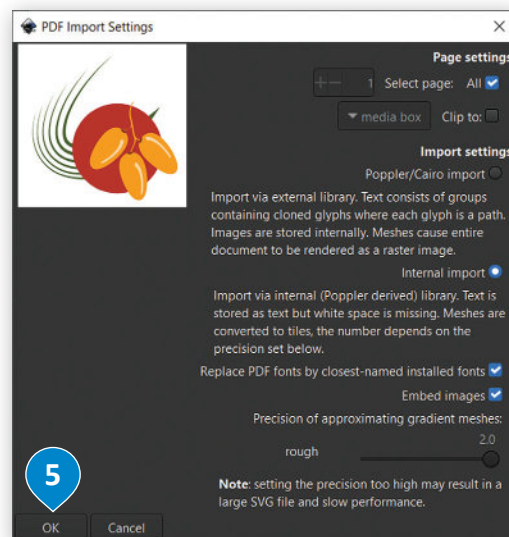 PDF Import Settings
Page settings
1 Select page: All
media box Clip to:
Import settings
Poppler/Cairo import
Import via external library. Text consists of groups
containing cloned glyphs where each glyph is a path.
Images are stored internally. Meshes cause entire
document to be rendered as a raster image.
Internal import
Import via internal (Poppler derived) library. Text is
stored as text but white space is missing. Meshes are
converted to tiles, the number depends on the
precision set below.
Replace PDF fonts by closest-named installed fonts
Embed images
Precision of approximating gradient meshes:
2.0
rough
Note: setting the precision too high may result in a
large SVG file and slow performance.
5
OK Cancel